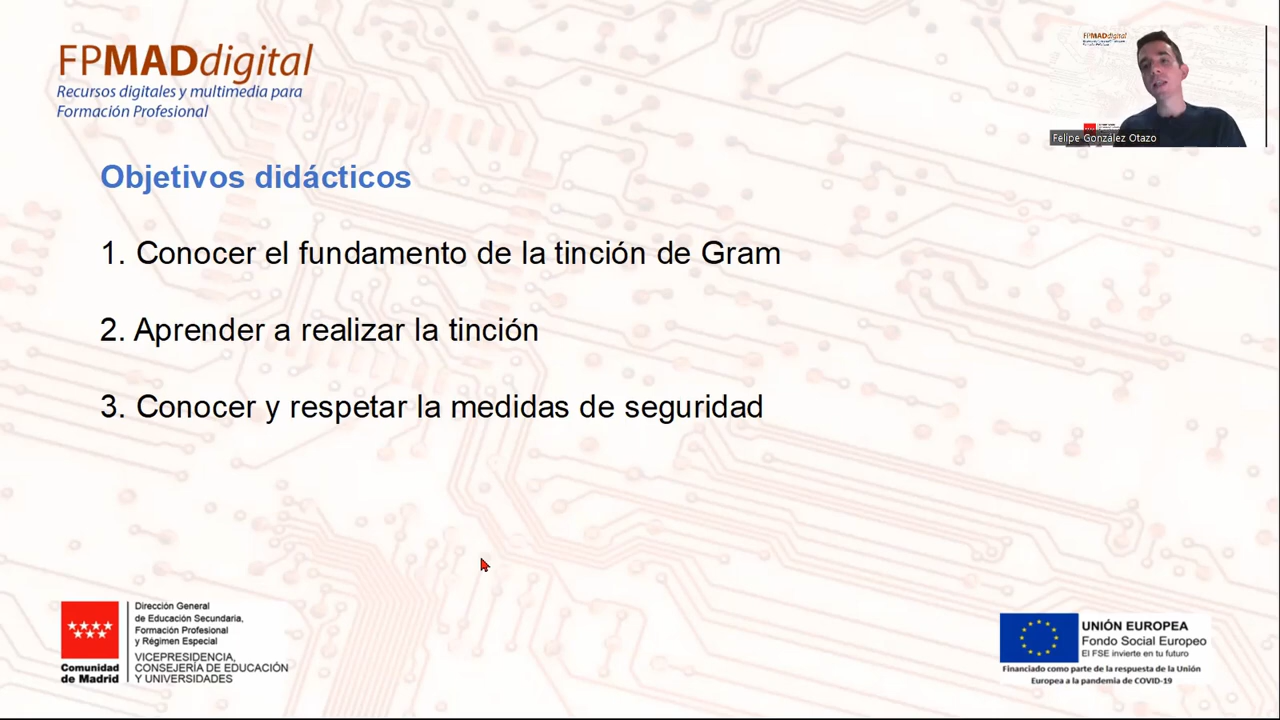 FPMADdigital
Recursos digitales y multimedia para
Formación Profesional
FPMADdigital
Felipe González Otazo
Objetivos didácticos
1. Conocer el fundamento de la tinción de Gram
2. Aprender a realizar la tinción
3. Conocer y respetar la medidas de seguridad
Comunidad
de Madrid
Dirección General
de Educación Secundaria,
Formación Profesional
y Régimen Especial
VICEPRESIDENCIA,
CONSEJERÍA DE EDUCACIÓN
Y UNIVERSIDADES
UNIÓN EUROPEA
Fondo Social Europeo
El FSE invierte en tu futuro
Financiado como parte de la respuesta de la Unión
Europea a la pandemia de COVID-19